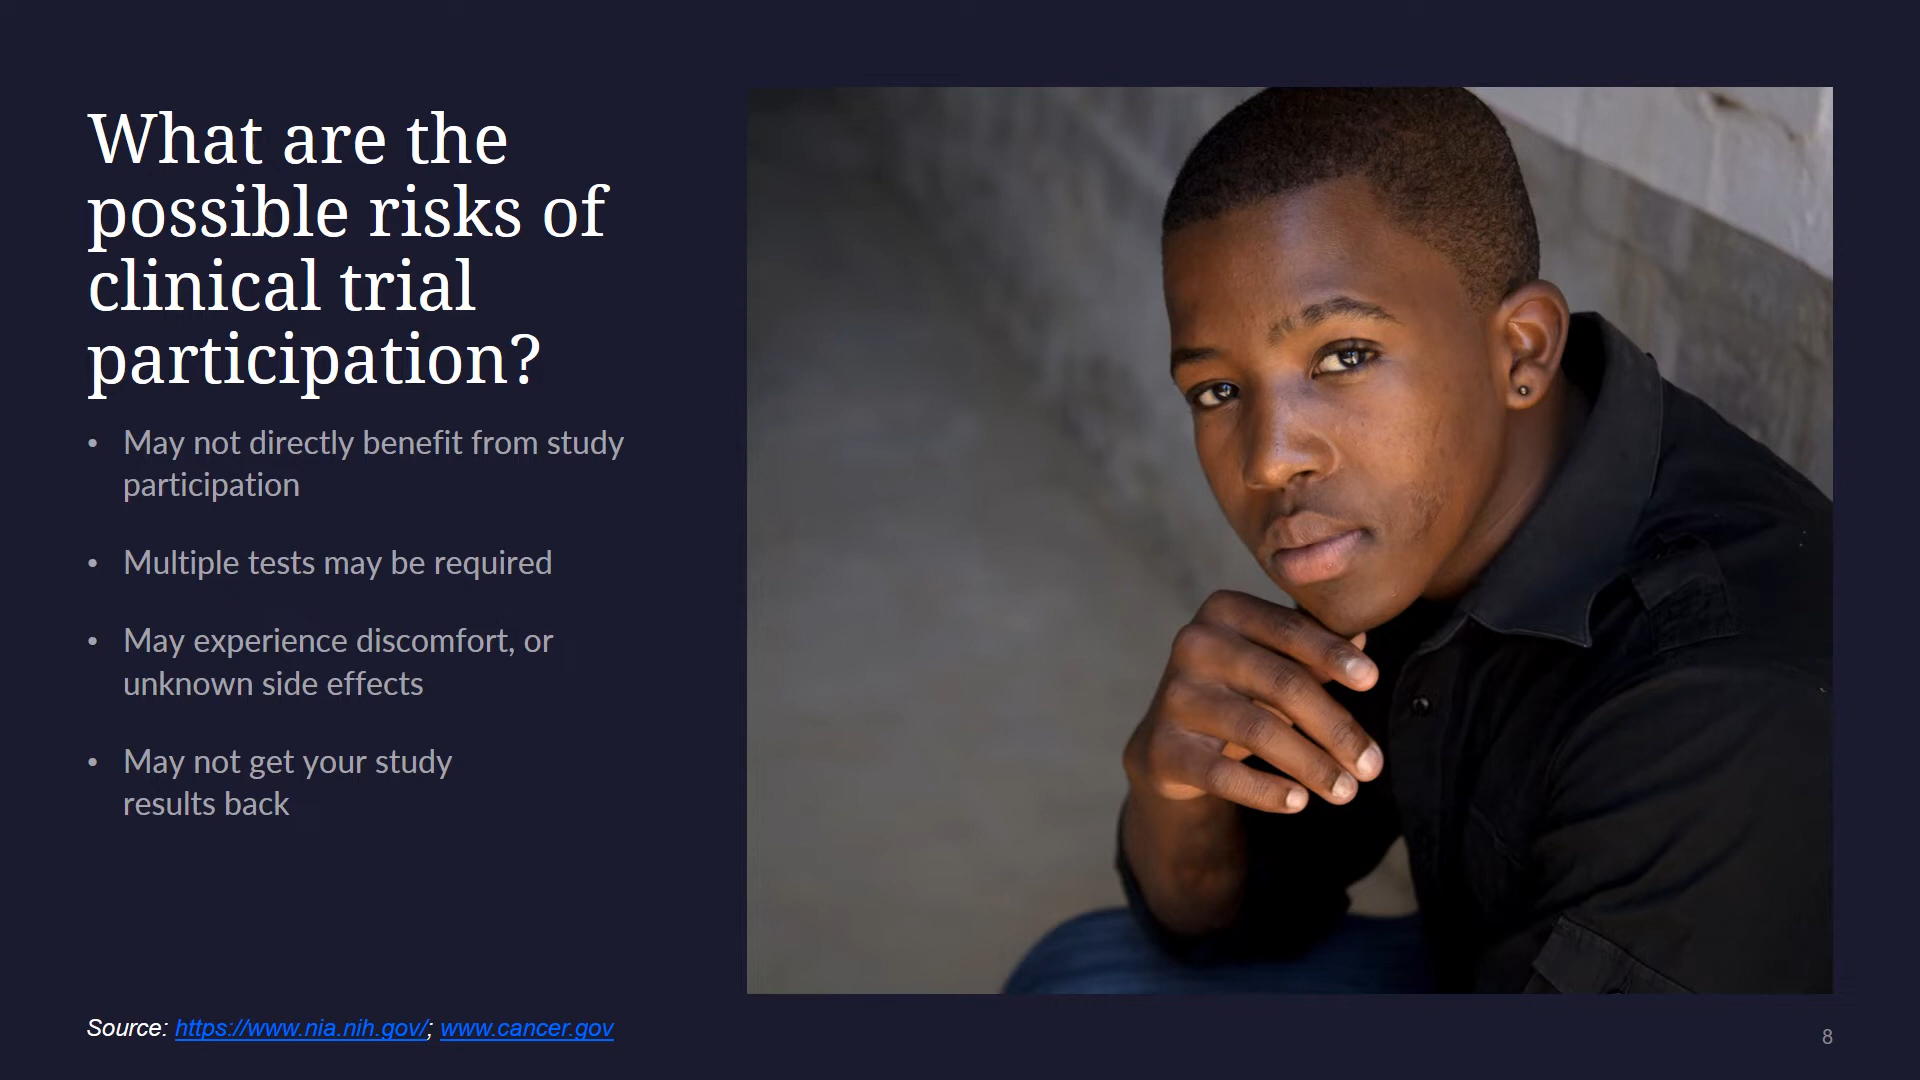 What are the
possible risks of
clinical trial
participation?
• May not directly benefit from study
participation
• Multiple tests may be required
• May experience discomfort, or
unknown side effects
• May not get your study
results back
Source: https://www.nia.nih.gov/; www.cancer.gov
8